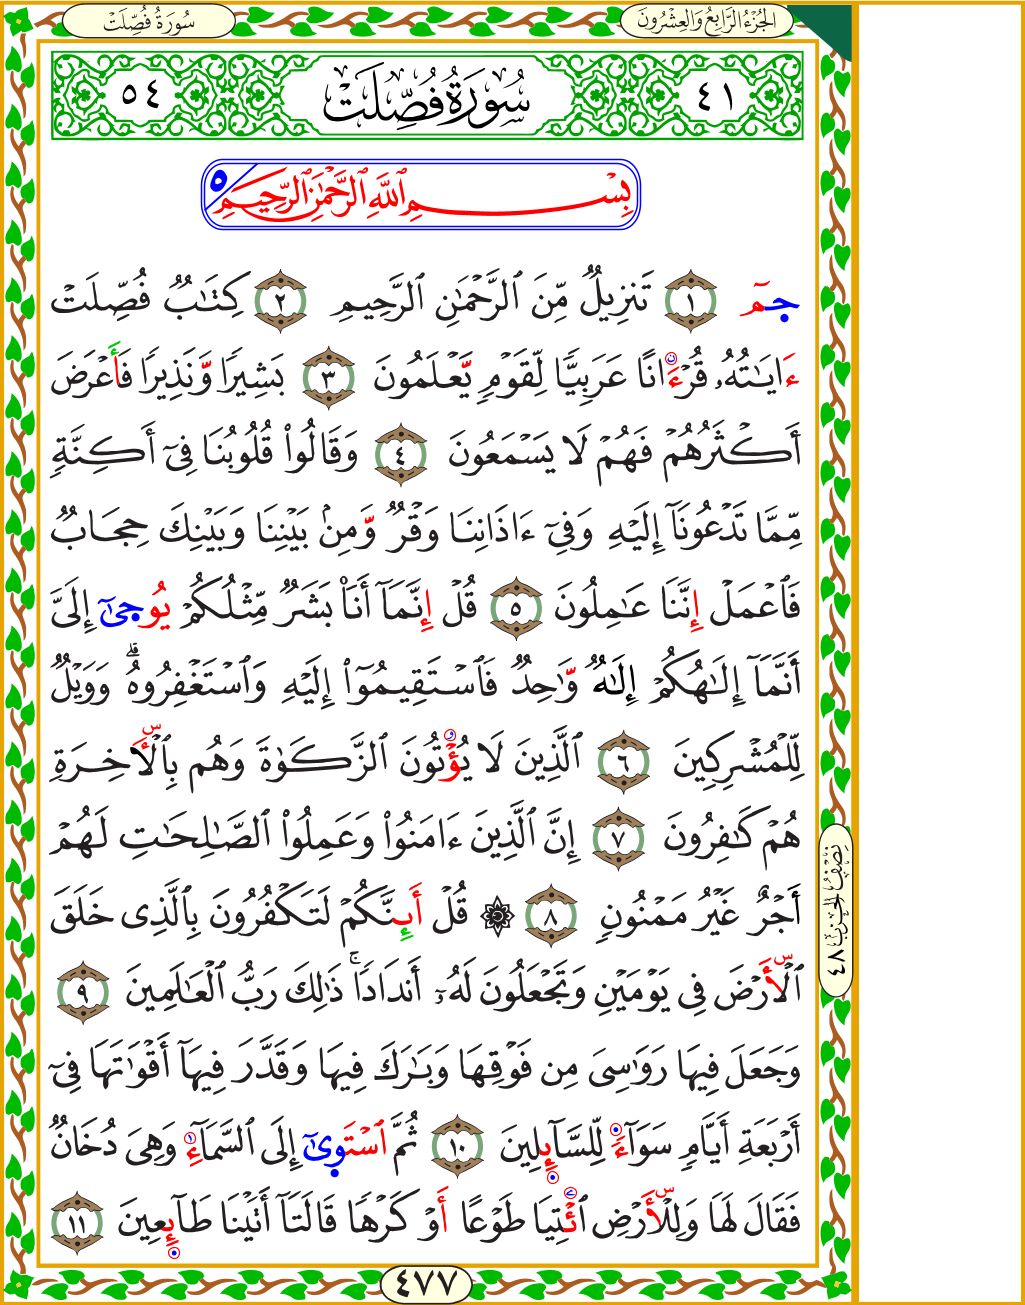 سُورَةُ فُصِّلَتْ
الجُزْءُ الرَّابِعُ وَالعِشْرُونَ
٤١ سُورَةُ فُصِّلَتْ ٥٤
بِسْمِ ٱللَّهِ ٱلرَّحْمَٰنِ ٱلرَّحِيمِ ٥
حمٓ ١ تَنزِيلٌ مِّنَ ٱلرَّحْمَٰنِ ٱلرَّحِيمِ ٢ كِتَٰبٌ فُصِّلَتْ
ءَايَٰتُهُۥ قُرْءَانًا عَرَبِيًّا لِّقَوْمٍ يَّعْلَمُونَ ٣ بَشِيرًا وَّنَذِيرًا فَأَعْرَضَ
أَكْثَرُهُمْ فَهُمْ لَا يَسْمَعُونَ ٤ وَقَالُوا۟ قُلُوبُنَا فِىٓ أَكِنَّةٍ
مِّمَّا تَدْعُونَآ إِلَيْهِ وَفِىٓ ءَاذَانِنَا وَقْرٌ وَّمِنۢ بَيْنِنَا وَبَيْنِكَ حِجَابٌ
فَٱعْمَلْ إِنَّنَا عَٰمِلُونَ ٥ قُلْ إِنَّمَآ أَنَا۠ بَشَرٌ مِّثْلُكُمْ يُوحَىٰٓ إِلَىَّ
أَنَّمَآ إِلَٰهُكُمْ إِلَٰهٌ وَّٰحِدٌ فَٱسْتَقِيمُوٓا۟ إِلَيْهِ وَٱسْتَغْفِرُوهُ ۗ وَوَيْلٌ
لِّلْمُشْرِكِينَ ٦ ٱلَّذِينَ لَا يُؤْتُونَ ٱلزَّكَوٰةَ وَهُم بِٱلْأَخِرَةِ
هُمْ كَٰفِرُونَ ٧ إِنَّ ٱلَّذِينَ ءَامَنُوا۟ وَعَمِلُوا۟ ٱلصَّٰلِحَٰتِ لَهُمْ
أَجْرٌ غَيْرُ مَمْنُونٍ ٨ ۞ قُلْ أَئِنَّكُمْ لَتَكْفُرُونَ بِٱلَّذِى خَلَقَ
ٱلْأَرْضَ فِى يَوْمَيْنِ وَتَجْعَلُونَ لَهُۥٓ أَندَادًا ۚ ذَٰلِكَ رَبُّ ٱلْعَٰلَمِينَ ٩
وَجَعَلَ فِيهَا رَوَٰسِىَ مِن فَوْقِهَا وَبَٰرَكَ فِيهَا وَقَدَّرَ فِيهَآ أَقْوَٰتَهَا فِىٓ
أَرْبَعَةِ أَيَّامٍ سَوَآءً لِّلسَّآئِلِينَ ١٠ ثُمَّ ٱسْتَوَىٰٓ إِلَى ٱلسَّمَآءِ وَهِىَ دُخَانٌ
فَقَالَ لَهَا وَلِلْأَرْضِ ٱئْتِيَا طَوْعًا أَوْ كَرْهًا قَالَتَآ أَتَيْنَا طَآئِعِينَ ١١
نِصْفُ الحِزْبِ ٤٨
٤٧٧